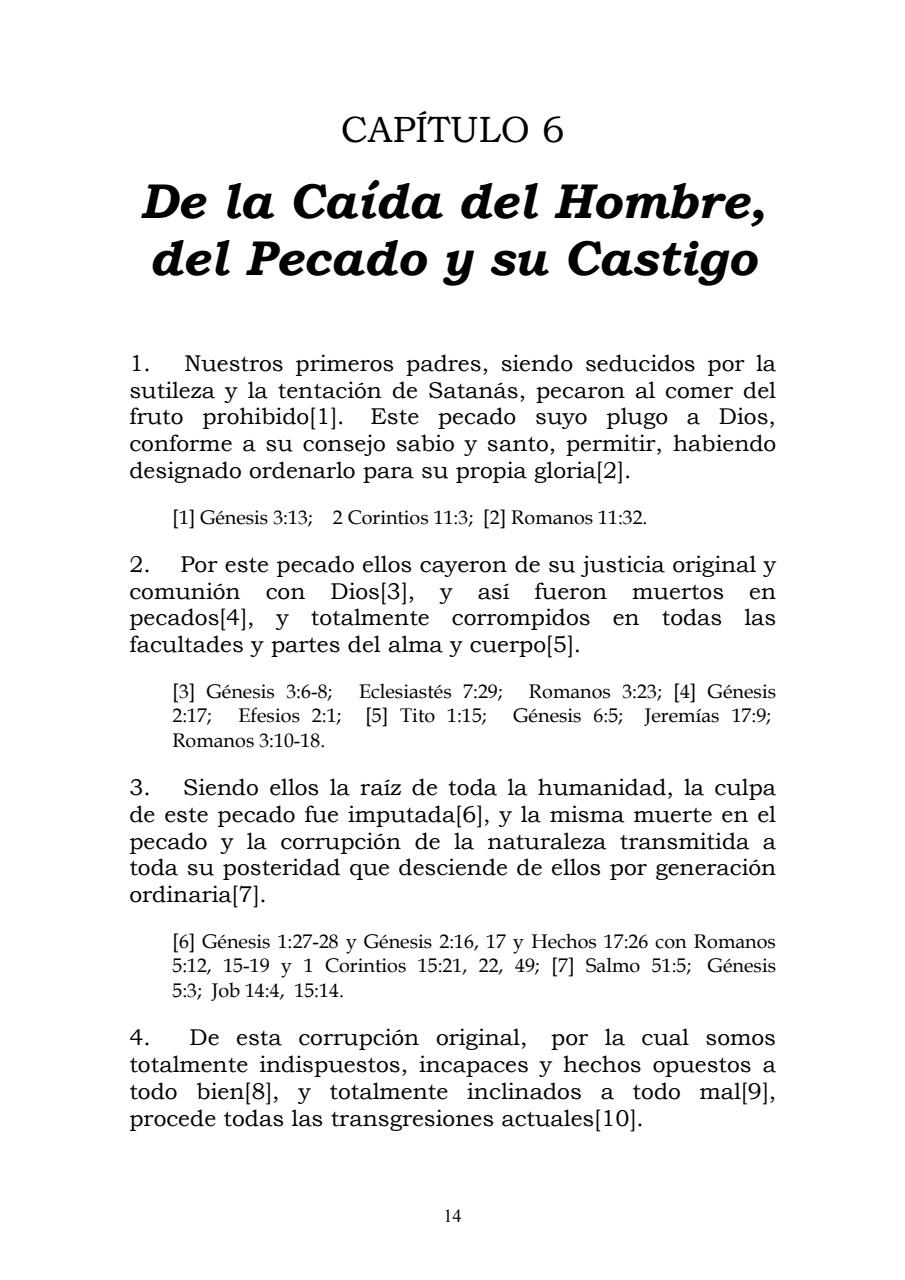 CAPÍTULO 6
De la Caída del Hombre,
del Pecado y su Castigo
1. Nuestros primeros padres, siendo seducidos por la
sutileza y la tentación de Satanás, pecaron al comer del
fruto prohibido[1]. Este pecado suyo plugo a Dios,
conforme a su consejo sabio y santo, permitir, habiendo
designado ordenarlo para su propia gloria[2].
[1] Génesis 3:13; 2 Corintios 11:3; [2] Romanos 11:32.
2. Por este pecado ellos cayeron de su justicia original y
comunión con Dios[3], y así fueron muertos en
pecados[4], y totalmente corrompidos en todas las
facultades y partes del alma y cuerpo[5].
[3] Génesis 3:6-8; Eclesiastés 7:29; Romanos 3:23; [4] Génesis
2:17; Efesios 2:1; [5] Tito 1:15; Génesis 6:5; Jeremías 17:9;
Romanos 3:10-18.
3. Siendo ellos la raíz de toda la humanidad, la culpa
de este pecado fue imputada[6], y la misma muerte en el
pecado y la corrupción de la naturaleza transmitida a
toda su posteridad que desciende de ellos por generación
ordinaria[7].
[6] Génesis 1:27-28 y Génesis 2:16, 17 y Hechos 17:26 con Romanos
5:12, 15-19 y 1 Corintios 15:21, 22, 49; [7] Salmo 51:5; Génesis
5:3; Job 14:4, 15:14.
4. De esta corrupción original, por la cual somos
totalmente indispuestos, incapaces y hechos opuestos a
todo bien[8], y totalmente inclinados a todo mal[9],
procede todas las transgresiones actuales[10].
14